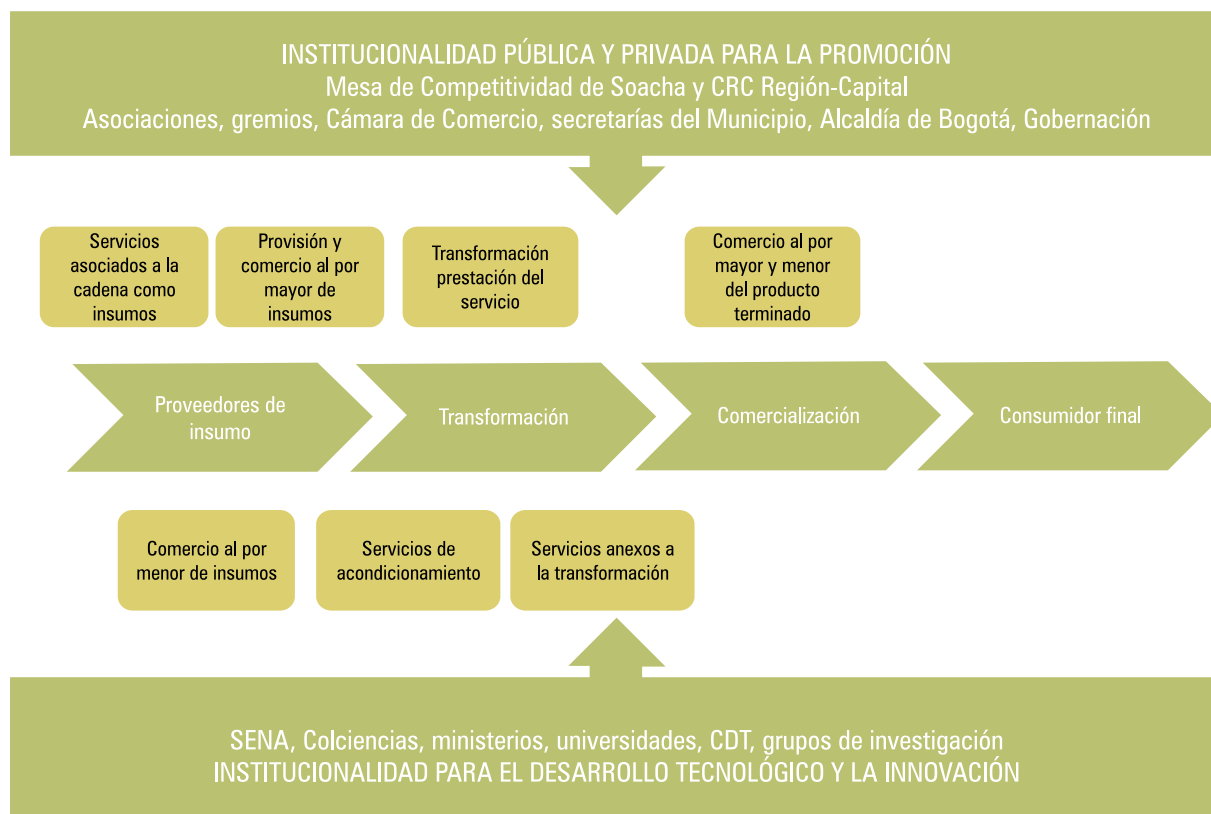 INSTITUCIONALIDAD PÚBLICA Y PRIVADA PARA LA PROMOCIÓN
Mesa de Competitividad de Soacha y CRC Región-Capital
Asociaciones, gremios, Cámara de Comercio, secretarías del Municipio, Alcaldía de Bogotá, Gobernación
Servicios
asociados a la
cadena como
insumos
Provisión y
comercio al por
mayor de
insumos
Transformación
prestación del
servicio
Comercio al por
mayor y menor
del producto
terminado
Proveedores de
insumo
Transformación
Comercialización
Consumidor final
Comercio al por
menor de insumos
Servicios de
acondicionamiento
Servicios anexos a
la transformación
SENA, Colciencias, ministerios, universidades, CDT, grupos de investigación
INSTITUCIONALIDAD PARA EL DESARROLLO TECNOLÓGICO Y LA INNOVACIÓN